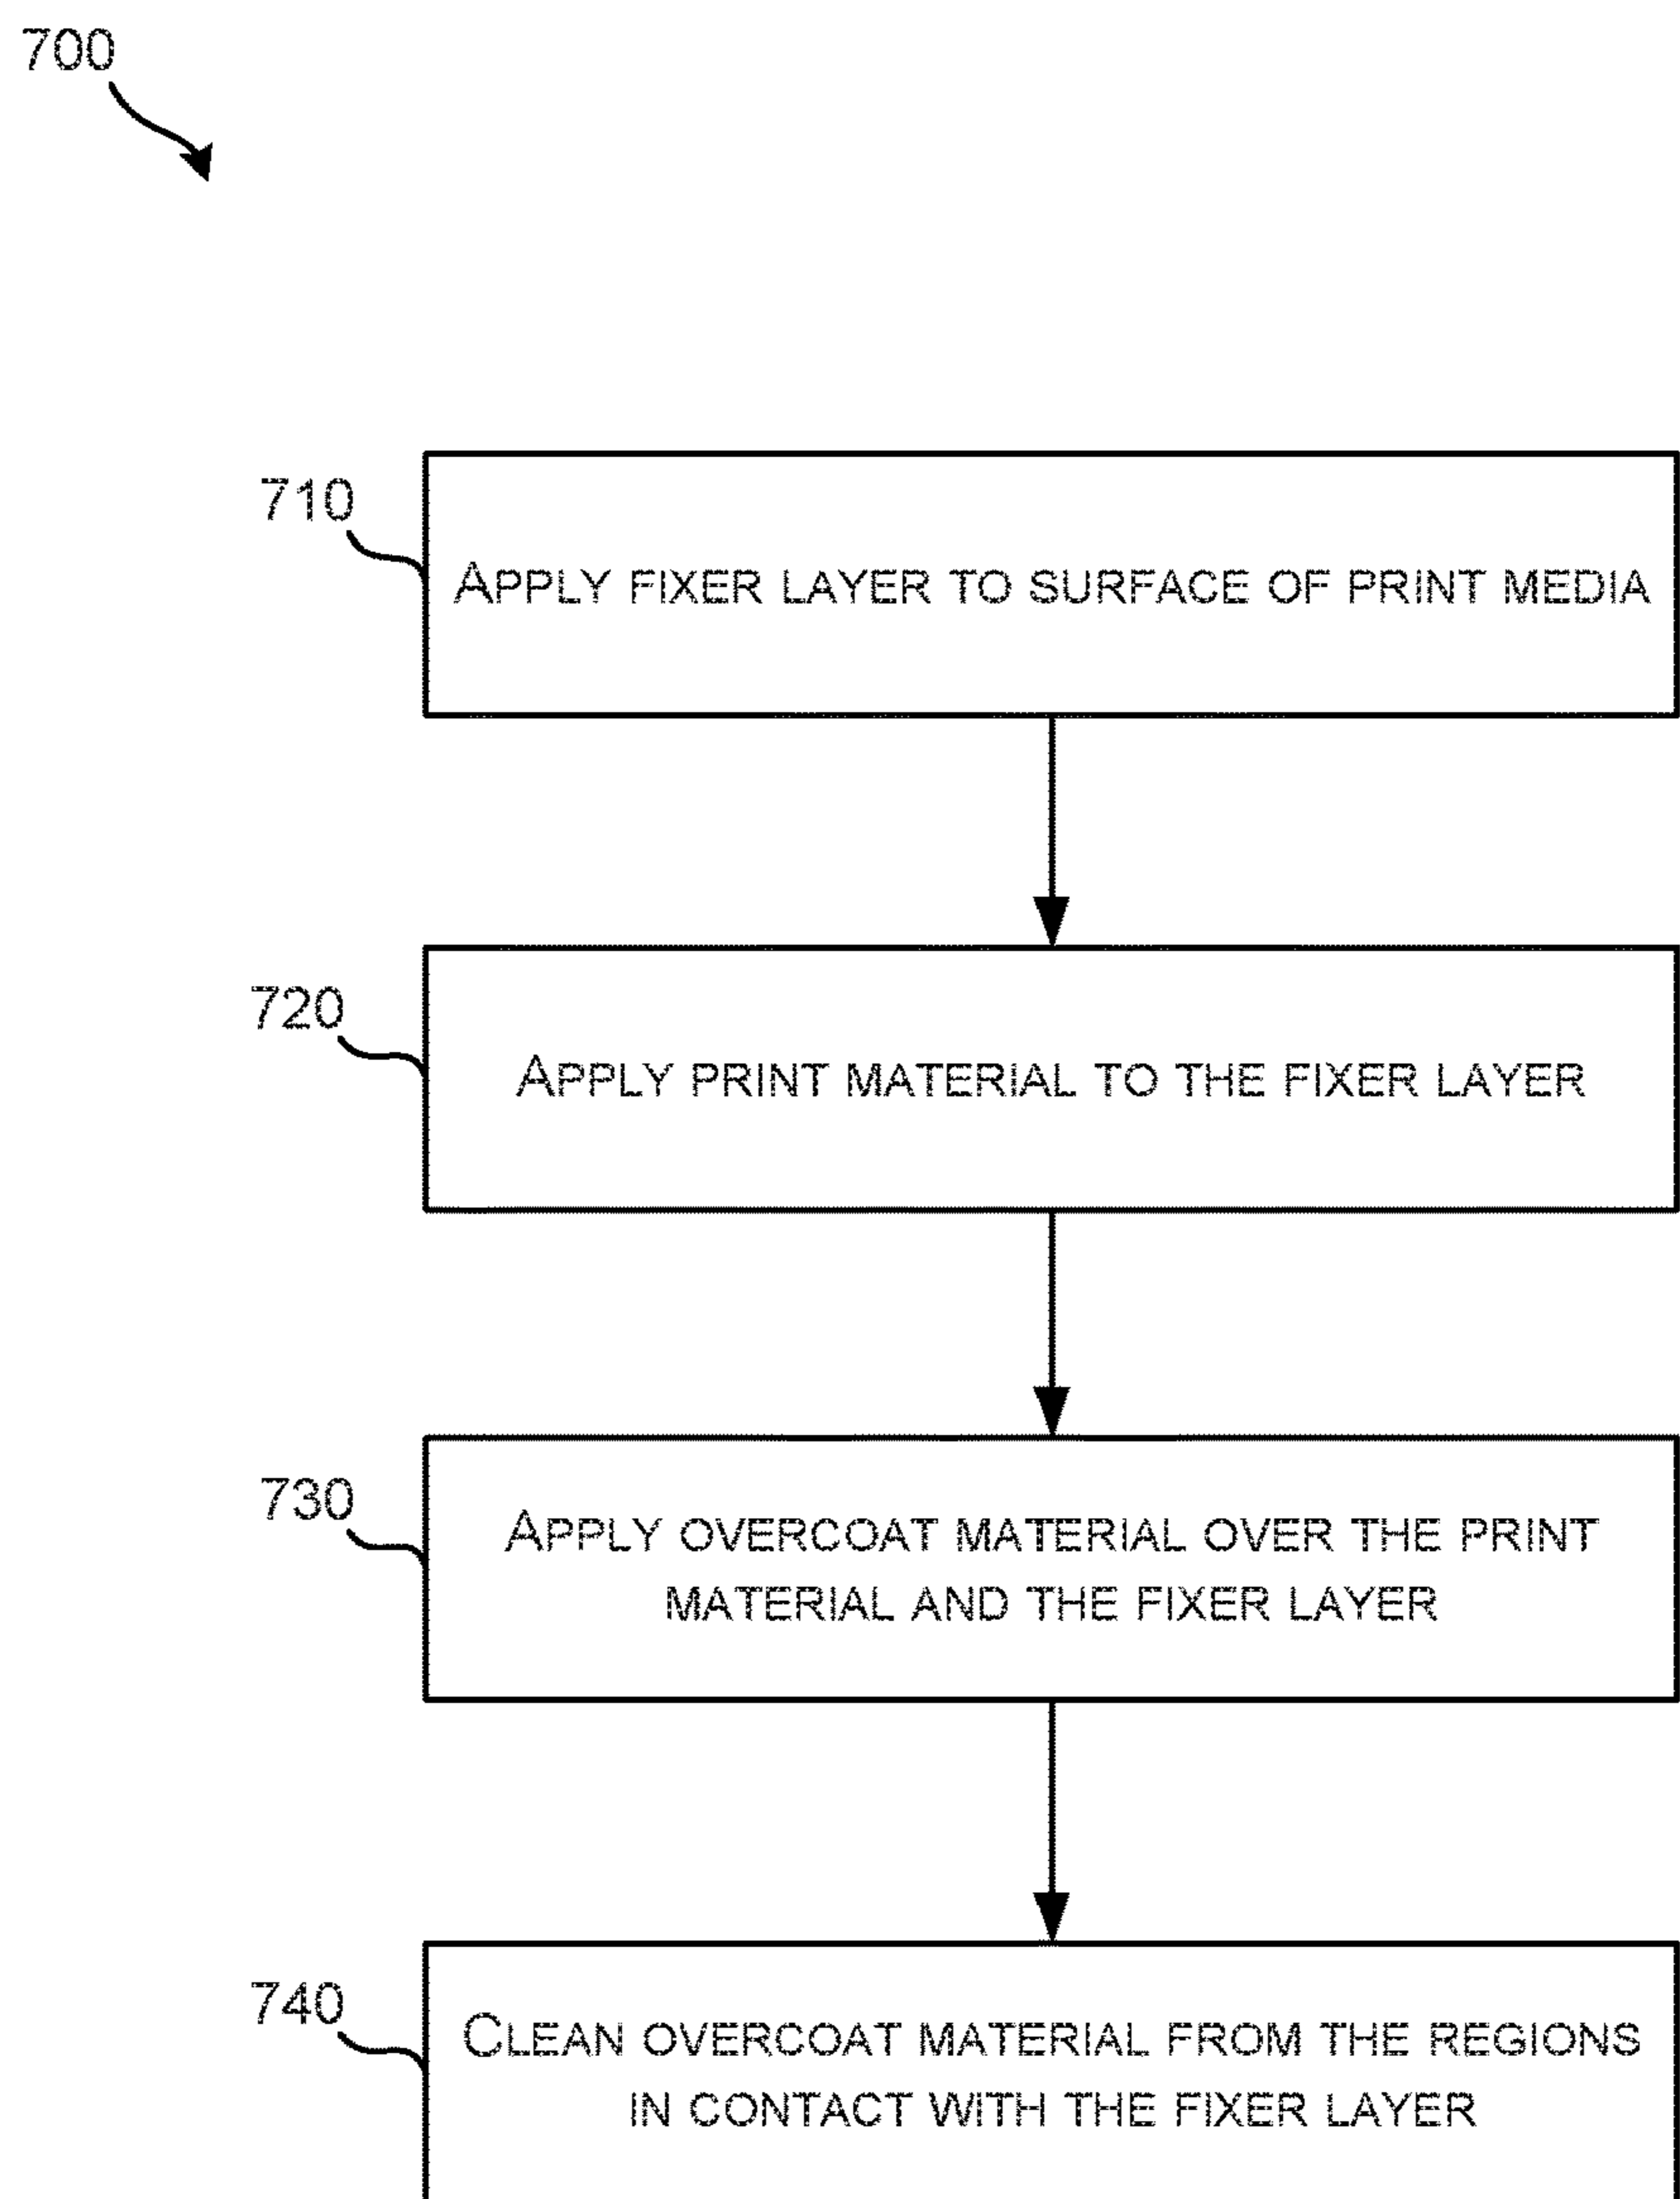 700
710
APPLY FIXER LAYER TO SURFACE OF PRINT MEDIA
720
APPLY PRINT MATERIAL TO THE FIXER LAYER
730
APPLY OVERCOAT MATERIAL OVER THE PRINT
MATERIAL AND THE FIXER LAYER
740
CLEAN OVERCOAT MATERIAL FROM THE REGIONS
IN CONTACT WITH THE FIXER LAYER